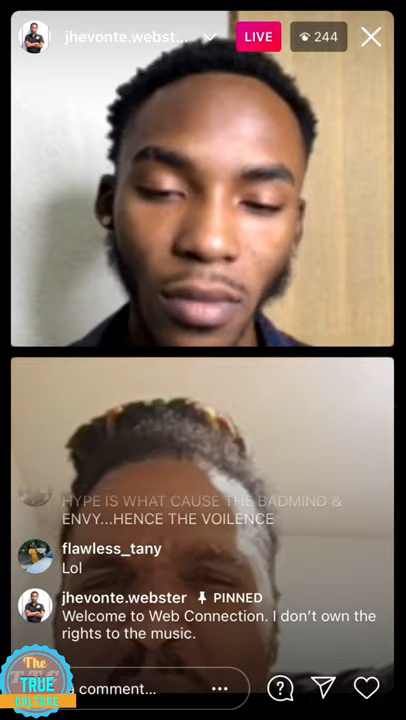 jhevonte.webst...
LIVE
244
HYPE IS WHAT CAUSE THE BADMIND &
ENVY...HENCE THE VOILENCE
flawless_tany
Lol
jhevonte.webster PINNED
Welcome to Web Connection. I don't own the
rights to the music.
a comment...
The
TRUE
CULTURE